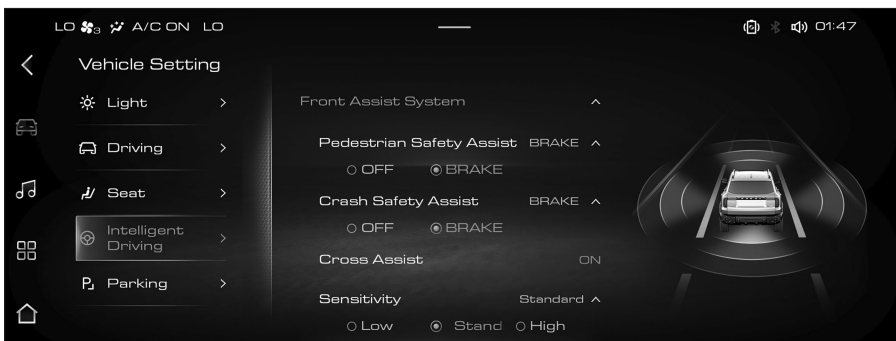 LO 3 A/C ON LO 01:47
Vehicle Setting
Light
Driving
Seat
Intelligent
Driving
Parking
Front Assist System
Pedestrian Safety Assist BRAKE
OFF BRAKE
Crash Safety Assist BRAKE
OFF BRAKE
Cross Assist ON
Sensitivity Standard
Low Stand High